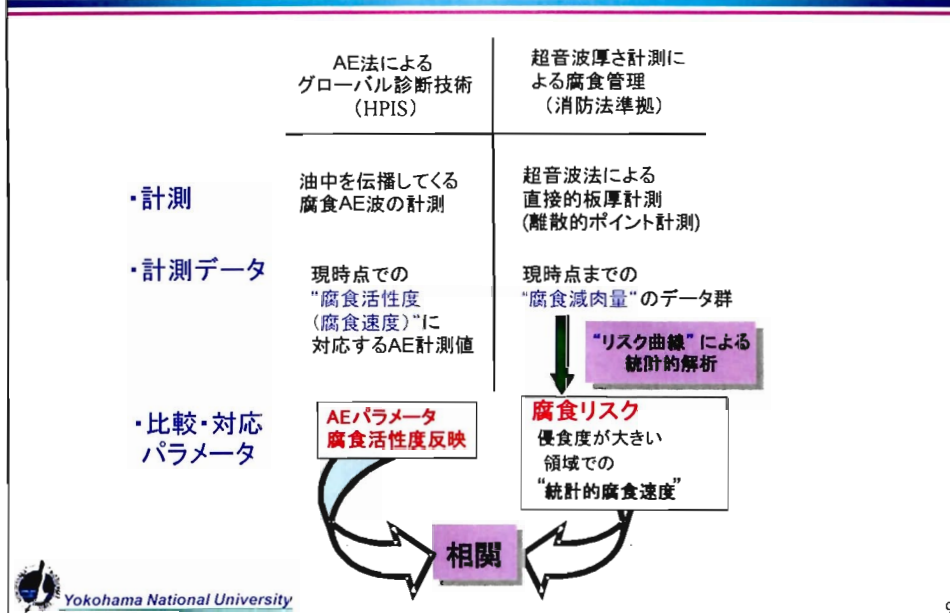 AE法による
グローバル診断技術
(HPIS)
超音波厚さ計測に
よる腐食管理
(消防法準拠)
・計測
油中を伝播してくる
腐食AE波の計測
超音波法による
直接的板厚計測
(離散的ポイント計測)
・計測データ
現時点での
"腐食活性度
(腐食速度)"に
対応するAE計測値
現時点までの
"腐食減肉量"のデータ群
"リスク曲線"による
統計的解析
・比較・対応
パラメータ
AEパラメータ
腐食活性度反映
腐食リスク
優食度が大きい
領域での
"統計的腐食速度"
相関
Yokohama National University
9